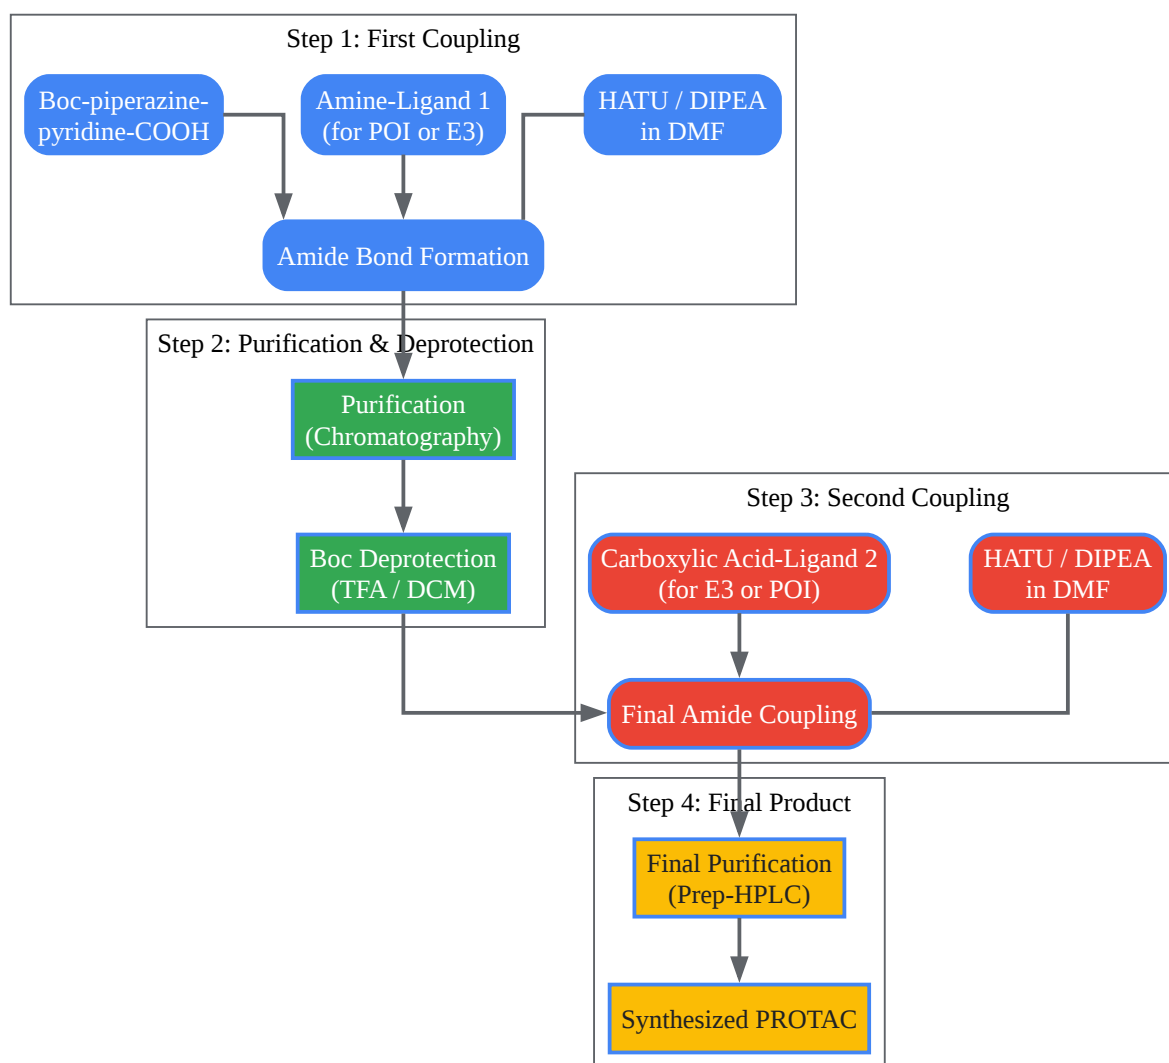 Step 1: First Coupling
Boc-piperazine-
pyridine-COOH
Amine-Ligand 1
(for POI or E3)
HATU / DIPEA
in DMF
Amide Bond Formation
Step 2: Purification & Deprotection
Purification
(Chromatography)
Boc Deprotection
(TFA / DCM)
Step 3: Second Coupling
Carboxylic Acid-Ligand 2
(for E3 or POI)
HATU / DIPEA
in DMF
Final Amide Coupling
Step 4: Final Product
Final Purification
(Prep-HPLC)
Synthesized PROTAC